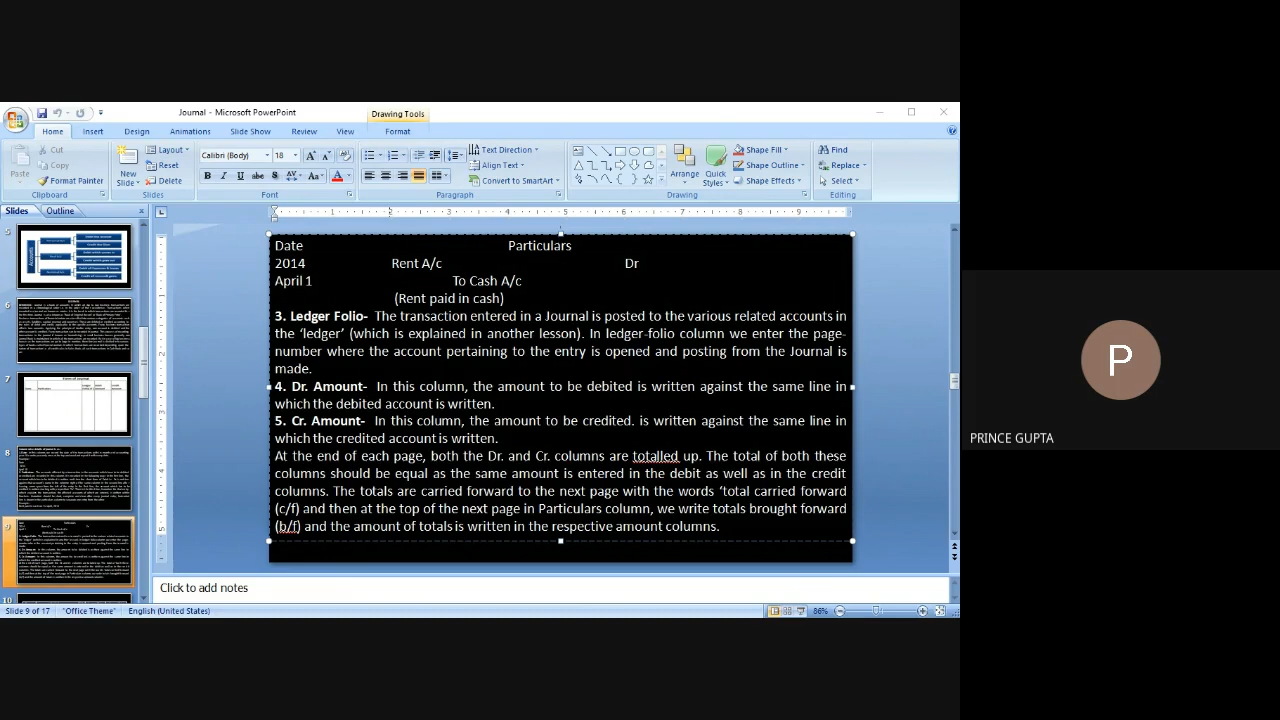 Journal - Microsoft PowerPoint
Drawing Tools
Home Insert Design Animations Slide Show Review View Format
Paste
Cut
Copy
Format Painter
Clipboard
New Slide
Layout
Reset
Delete
Slides
Calibri (Body) 18
Font
Text Direction
Align Text
Convert to SmartArt
Paragraph
Arrange
Quick Styles
Shape Fill
Shape Outline
Shape Effects
Drawing
Find
Replace
Select
Editing
Slides Outline
5
6
7
8
9
10
Date Particulars
2014 Rent A/c Dr
April 1 To Cash A/c
(Rent paid in cash)
3. Ledger Folio- The transaction entered in a Journal is posted to the various related accounts in
the ledger (which is explained in another lesson). In ledger-folio column we enter the page-
number where the account pertaining to the entry is opened and posting from the Journal is
made.
4. Dr. Amount- In this column, the amount to be debited is written against the same line in
which the debited account is written.
5. Cr. Amount- In this column, the amount to be credited. is written against the same line in
which the credited account is written.
At the end of each page, both the Dr. and Cr. columns are totalled up. The total of both these
columns should be equal as the same amount is entered in the debit as well as in the credit
columns. The totals are carried forward to the next page with the words ‘total carried forward
(c/f) and then at the top of the next page in Particulars column, we write totals brought forward
(b/f) and the amount of totals is written in the respective amount columns.
Click to add notes
Slide 9 of 17 "Office Theme" English (United States) 86%
P
PRINCE GUPTA